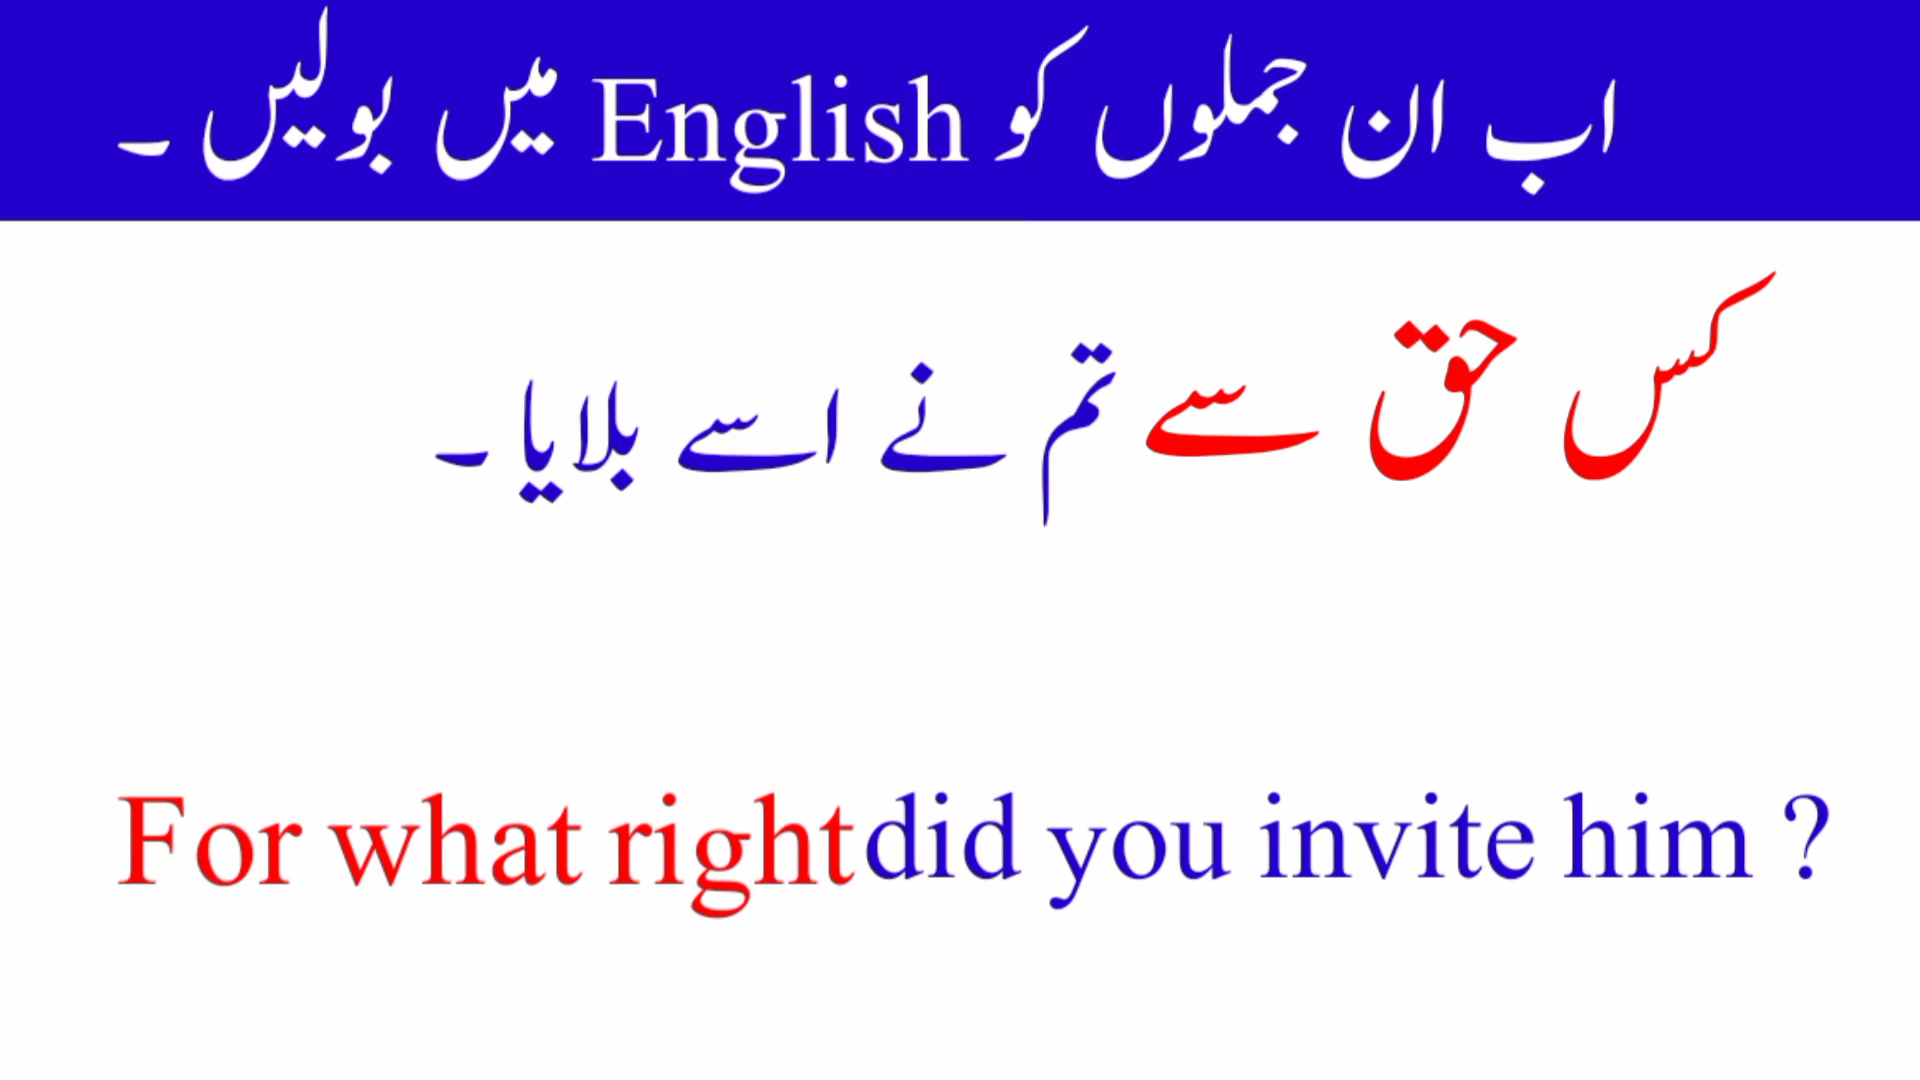 اب ان جملوں کو English میں بولیں ۔
کس حق سے تم نے اسے بلایا ۔
For what right did you invite him ?